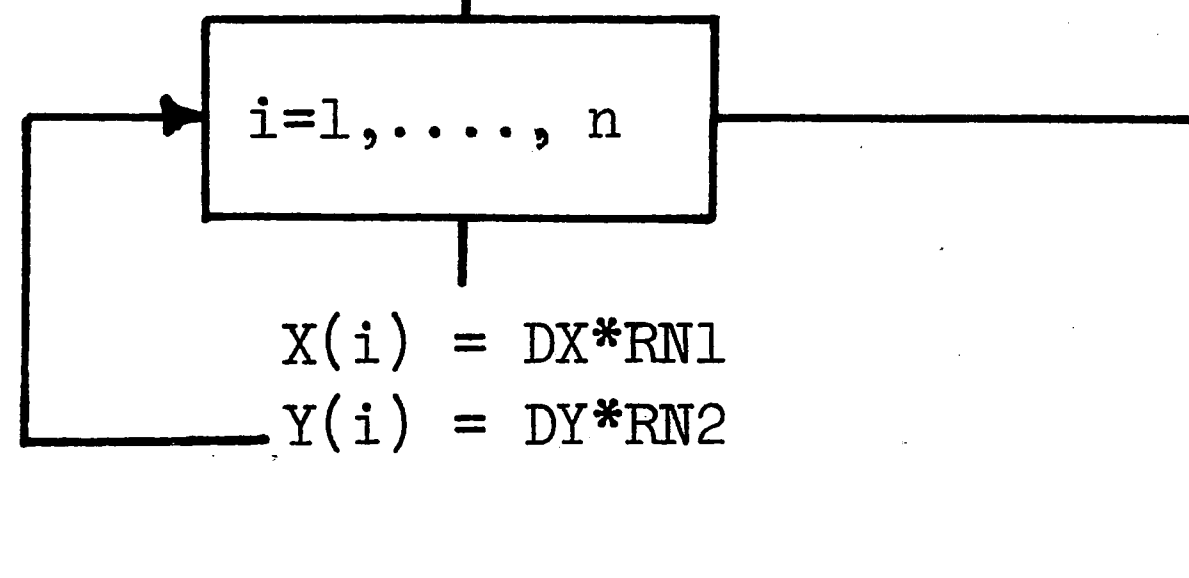 i=1,...., n
X(i) = DX*RN1
Y(i) = DY*RN2